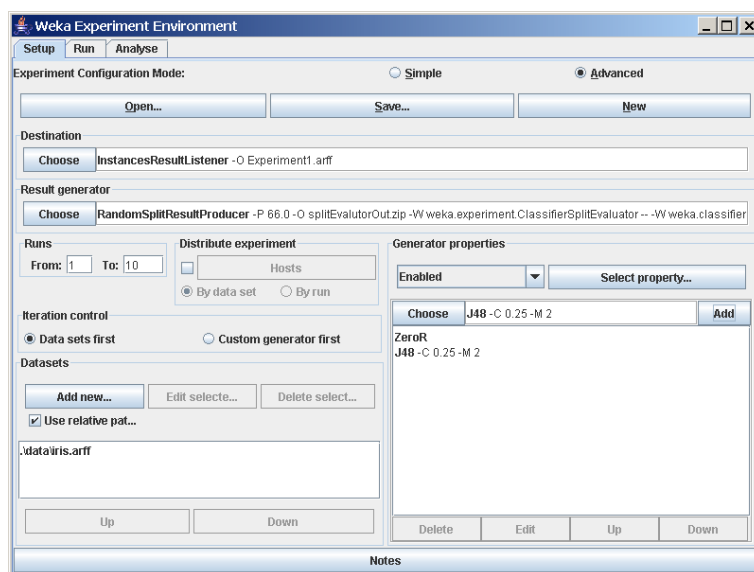 Weka Experiment Environment
Setup Run Analyse
Experiment Configuration Mode: Simple Advanced
Open... Save... New
Destination
Choose InstancesResultListener -O Experiment1.arff
Result generator
Choose RandomSplitResultProducer -P 66.0 -O splitEvalutorOut.zip -W weka.experiment.ClassifierSplitEvaluator -- -W weka.classifier
Runs
From: 1 To: 10
Distribute experiment
Hosts
By data set By run
Generator properties
Enabled Select property...
Iteration control
Data sets first Custom generator first
Choose J48 -C 0.25 -M 2 Add
ZeroR
J48 -C 0.25 -M 2
Datasets
Add new... Edit selecte... Delete select...
Use relative pat...
.\data\iris.arff
Up Down
Delete Edit Up Down
Notes